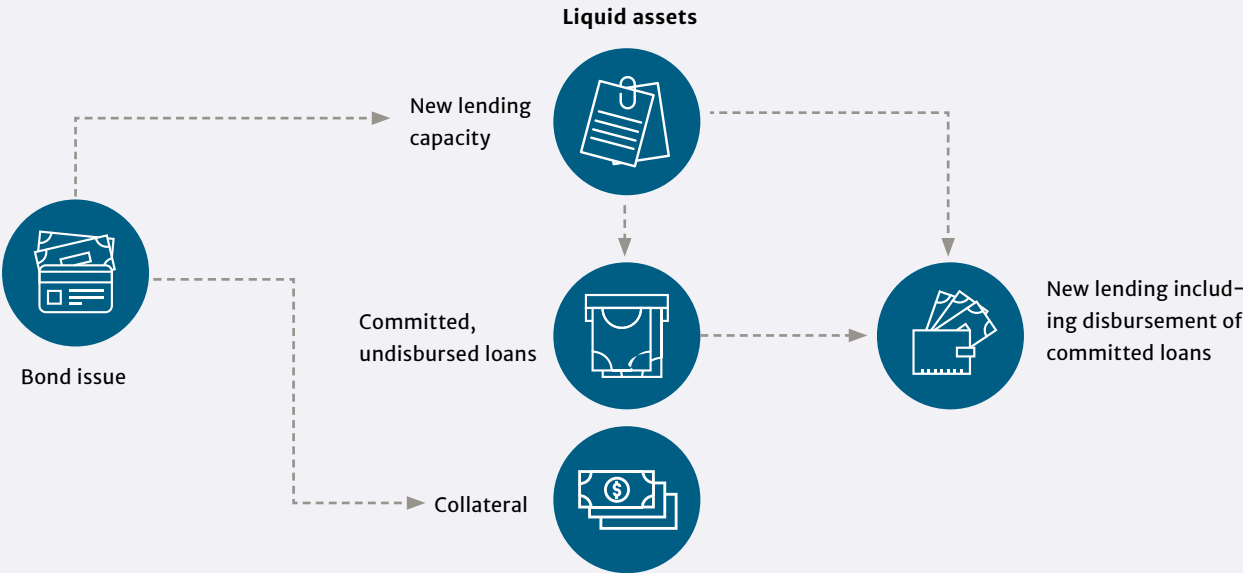 Liquid assets
New lending
capacity
Bond issue
Committed,
undisbursed loans
New lending includ-
ing disbursement of
committed loans
Collateral
$